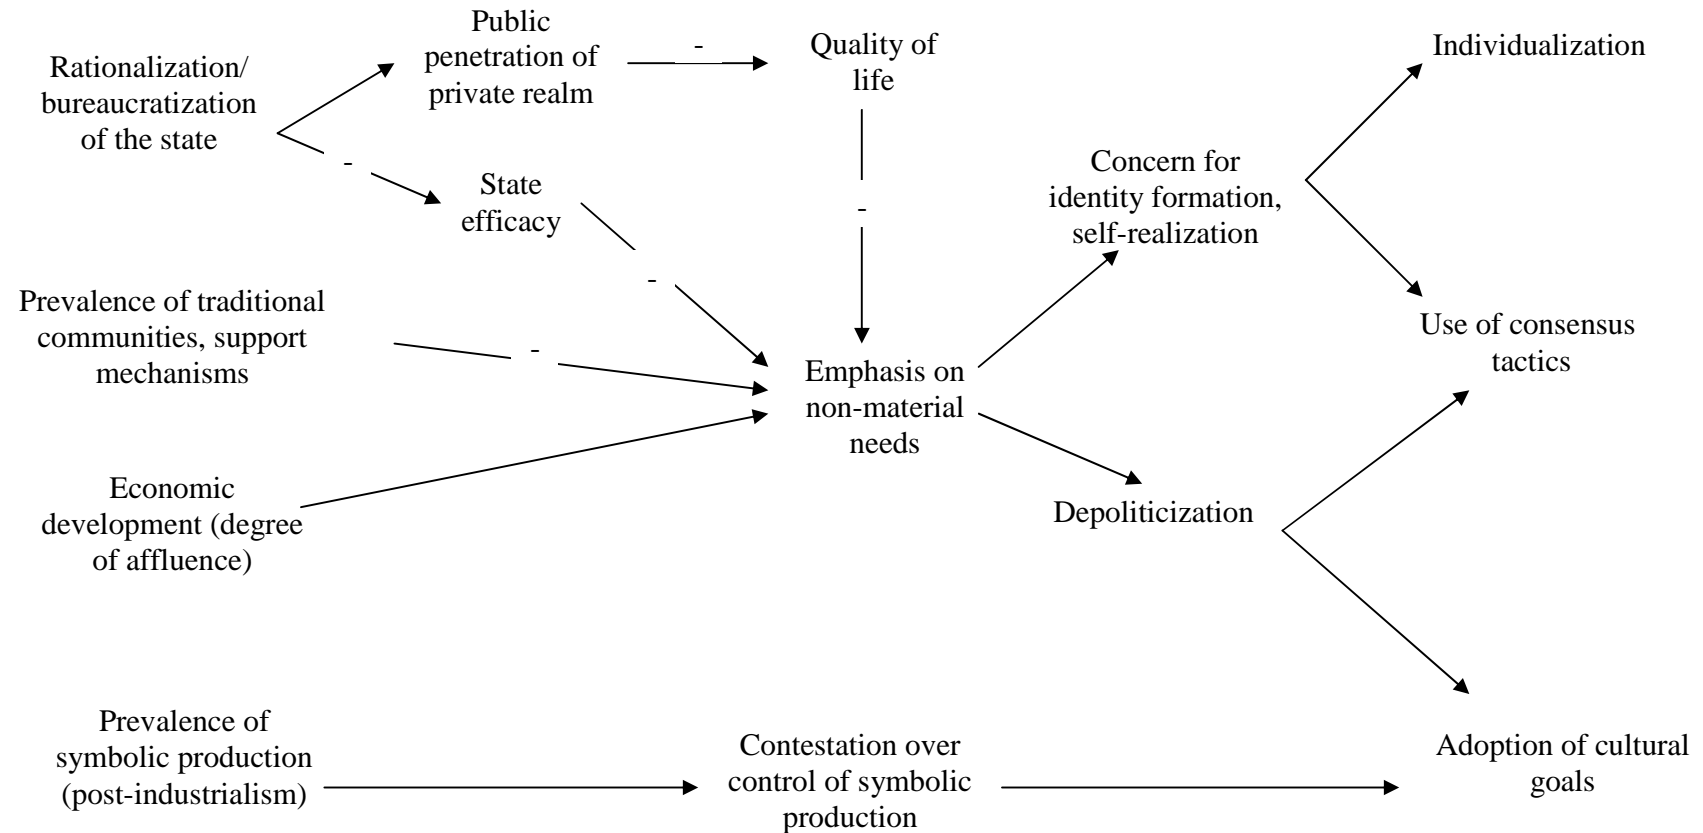 Rationalization/
bureaucratization
of the state
Public
penetration of
private realm
-
Quality of
life
Individualization
-
State
efficacy
-
Concern for
identity formation,
self-realization
-
Prevalence of traditional
communities, support
mechanisms
-
Use of consensus
tactics
Emphasis on
non-material
needs
Economic
development (degree
of affluence)
Depoliticization
Prevalence of
symbolic production
(post-industrialism)
Contestation over
control of symbolic
production
Adoption of cultural
goals